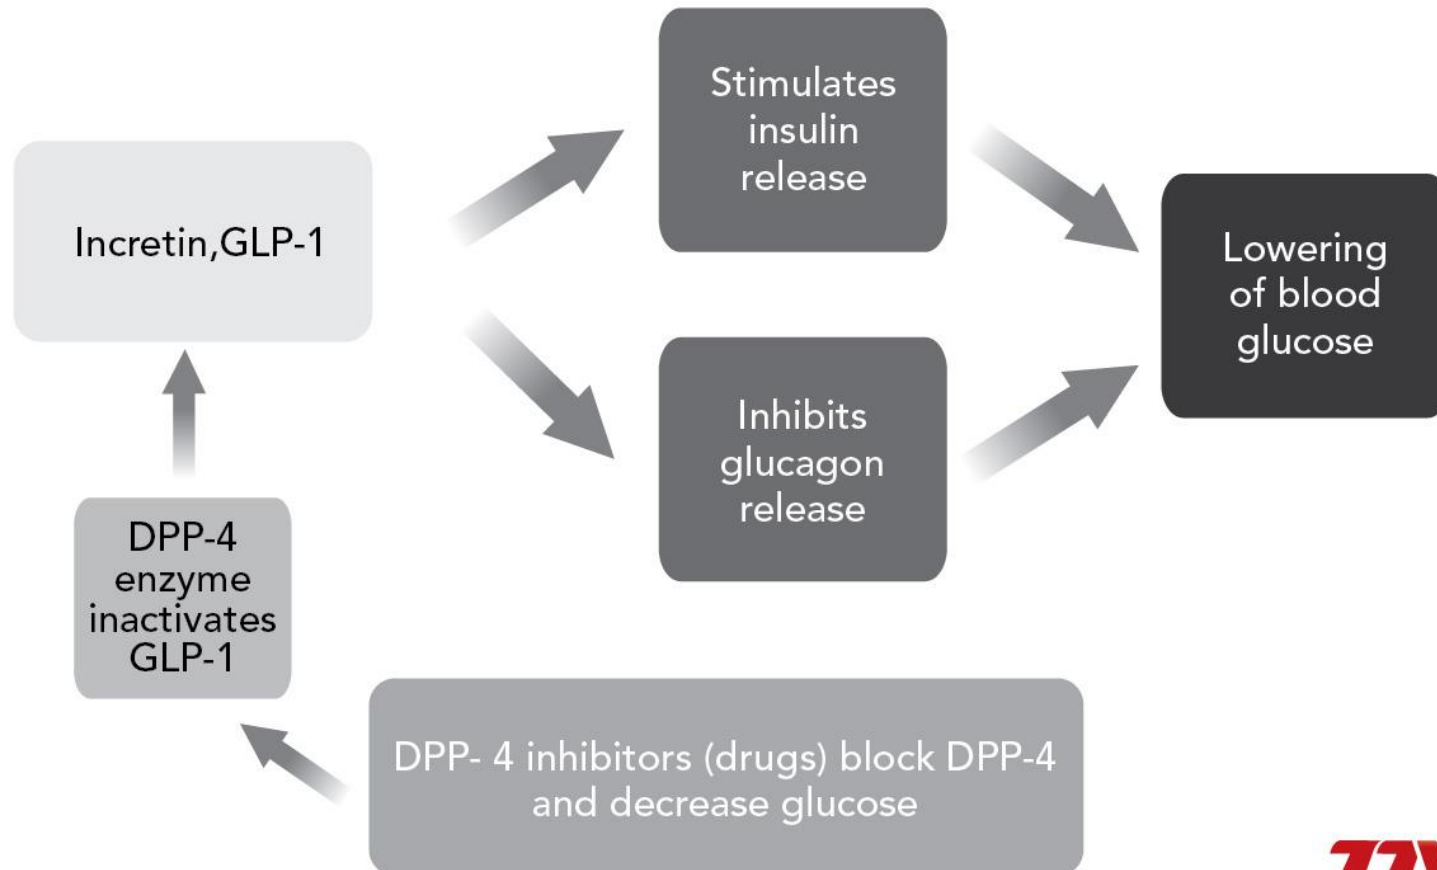 Stimulates
insulin
release
Incretin,GLP-1
Lowering
of blood
glucose
Inhibits
glucagon
release
DPP-4
enzyme
inactivates
GLP-1
DPP- 4 inhibitors (drugs) block DPP-4
and decrease glucose